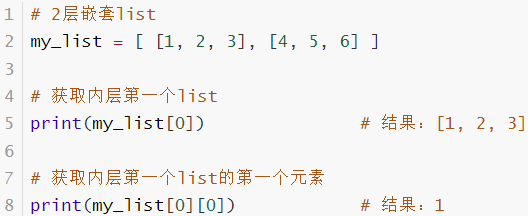 1 # 2层嵌套list
2 my_list = [ [1, 2, 3], [4, 5, 6] ]
3
4 # 获取内层第一个list
5 print(my_list[0]) # 结果：[1, 2, 3]
6
7 # 获取内层第一个list的第一个元素
8 print(my_list[0][0]) # 结果：1